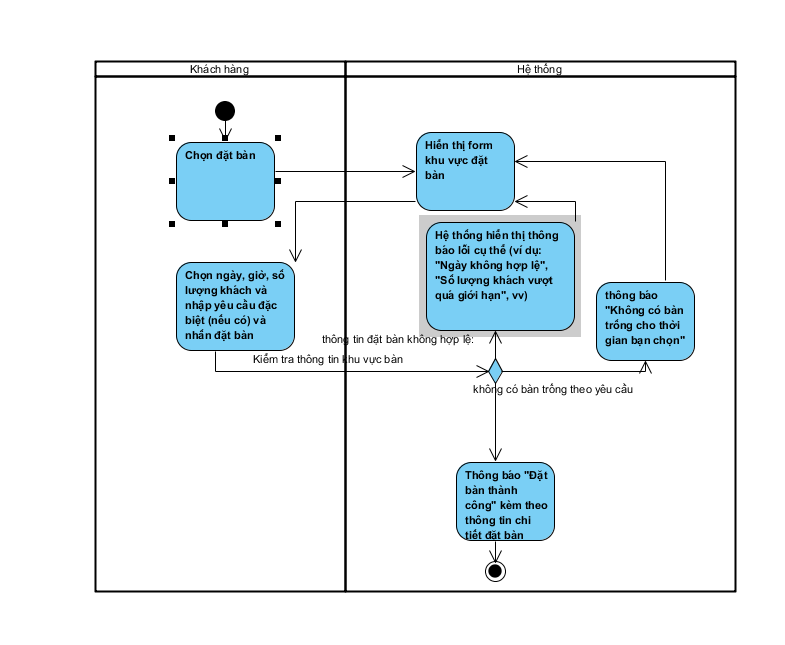 Khách hàng
Hệ thống
Chọn đặt bàn
Hiển thị form
khu vực đặt
bàn
Hệ thống hiển thị thông
báo lỗi cụ thể (ví dụ:
"Ngày không hợp lệ",
"Số lượng khách vượt
quá giới hạn", vv)
Chọn ngày, giờ, số
lượng khách và
nhập yêu cầu đặc
biệt (nếu có) và
nhấn đặt bàn
thông báo
"Không có bàn
trống cho thời
gian bạn chọn"
thông tin đặt bàn không hợp lệ:
Kiểm tra thông tin khu vực bàn
không có bàn trống theo yêu cầu
Thông báo "Đặt
bàn thành
công" kèm theo
thông tin chi
tiết đặt bàn